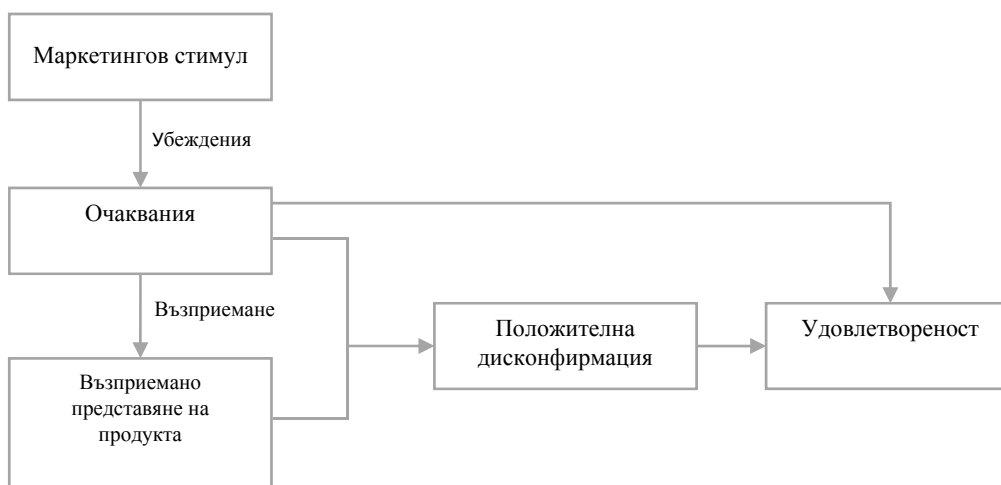 Маркетингов стимул
Убеждения
Очаквания
Възприемане
Възприемано
представяне на
продукта
Положителна
дисконфирмация
Удовлетвореност